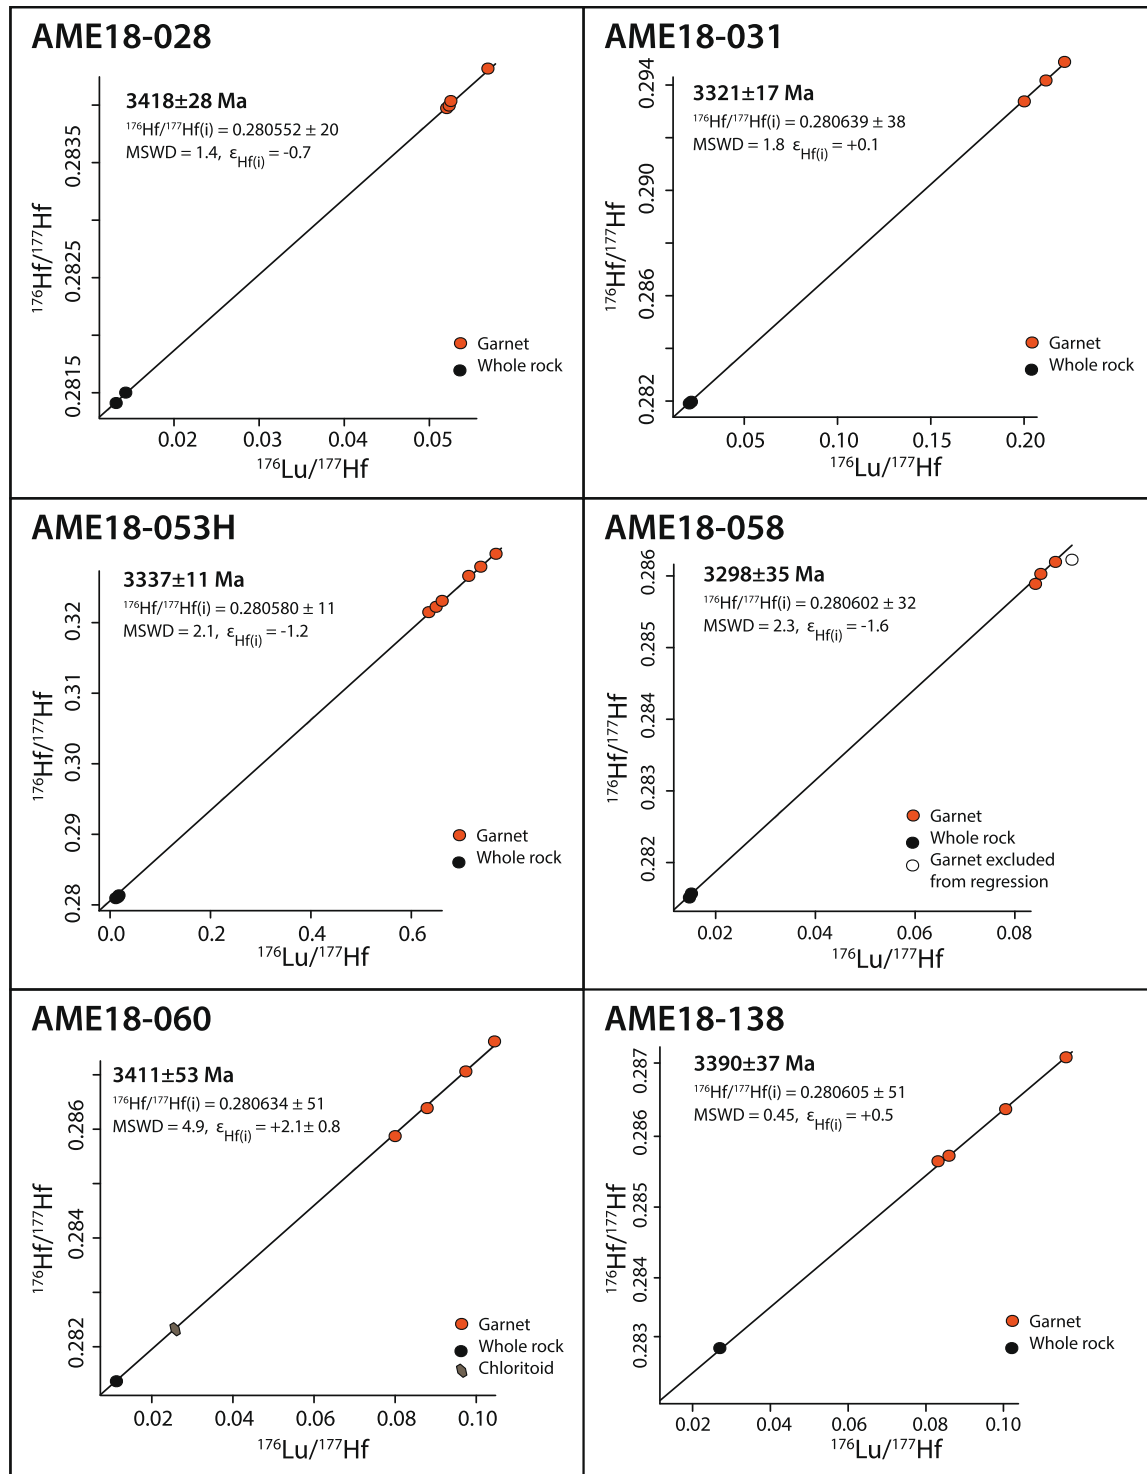 AME18-028
3418±28 Ma
¹⁷⁶Hf/¹⁷⁷Hf(i) = 0.280552 ± 20
MSWD = 1.4, εHf(i) = -0.7
0.2835
0.2825
0.2815
¹⁷⁶Hf/¹⁷⁷Hf
Garnet
Whole rock
0.02 0.03 0.04 0.05
¹⁷⁶Lu/¹⁷⁷Hf
AME18-031
3321±17 Ma
¹⁷⁶Hf/¹⁷⁷Hf(i) = 0.280639 ± 38
MSWD = 1.8 εHf(i) = +0.1
0.294
0.290
0.286
0.282
¹⁷⁶Hf/¹⁷⁷Hf
Garnet
Whole rock
0.05 0.10 0.15 0.20
¹⁷⁶Lu/¹⁷⁷Hf
AME18-053H
3337±11 Ma
¹⁷⁶Hf/¹⁷⁷Hf(i) = 0.280580 ± 11
MSWD = 2.1, εHf(i) = -1.2
0.32
0.31
0.30
0.29
0.28
¹⁷⁶Hf/¹⁷⁷Hf
Garnet
Whole rock
0.0 0.2 0.4 0.6
¹⁷⁶Lu/¹⁷⁷Hf
AME18-058
3298±35 Ma
¹⁷⁶Hf/¹⁷⁷Hf(i) = 0.280602 ± 32
MSWD = 2.3, εHf(i) = -1.6
0.286
0.285
0.284
0.283
0.282
¹⁷⁶Hf/¹⁷⁷Hf
Garnet
Whole rock
Garnet excluded
from regression
0.02 0.04 0.06 0.08
¹⁷⁶Lu/¹⁷⁷Hf
AME18-060
3411±53 Ma
¹⁷⁶Hf/¹⁷⁷Hf(i) = 0.280634 ± 51
MSWD = 4.9, εHf(i) = +2.1± 0.8
0.286
0.284
0.282
¹⁷⁶Hf/¹⁷⁷Hf
Garnet
Whole rock
Chloritoid
0.02 0.04 0.06 0.08 0.10
¹⁷⁶Lu/¹⁷⁷Hf
AME18-138
3390±37 Ma
¹⁷⁶Hf/¹⁷⁷Hf(i) = 0.280605 ± 51
MSWD = 0.45, εHf(i) = +0.5
0.287
0.286
0.285
0.284
0.283
¹⁷⁶Hf/¹⁷⁷Hf
Garnet
Whole rock
0.02 0.04 0.06 0.08 0.10
¹⁷⁶Lu/¹⁷⁷Hf